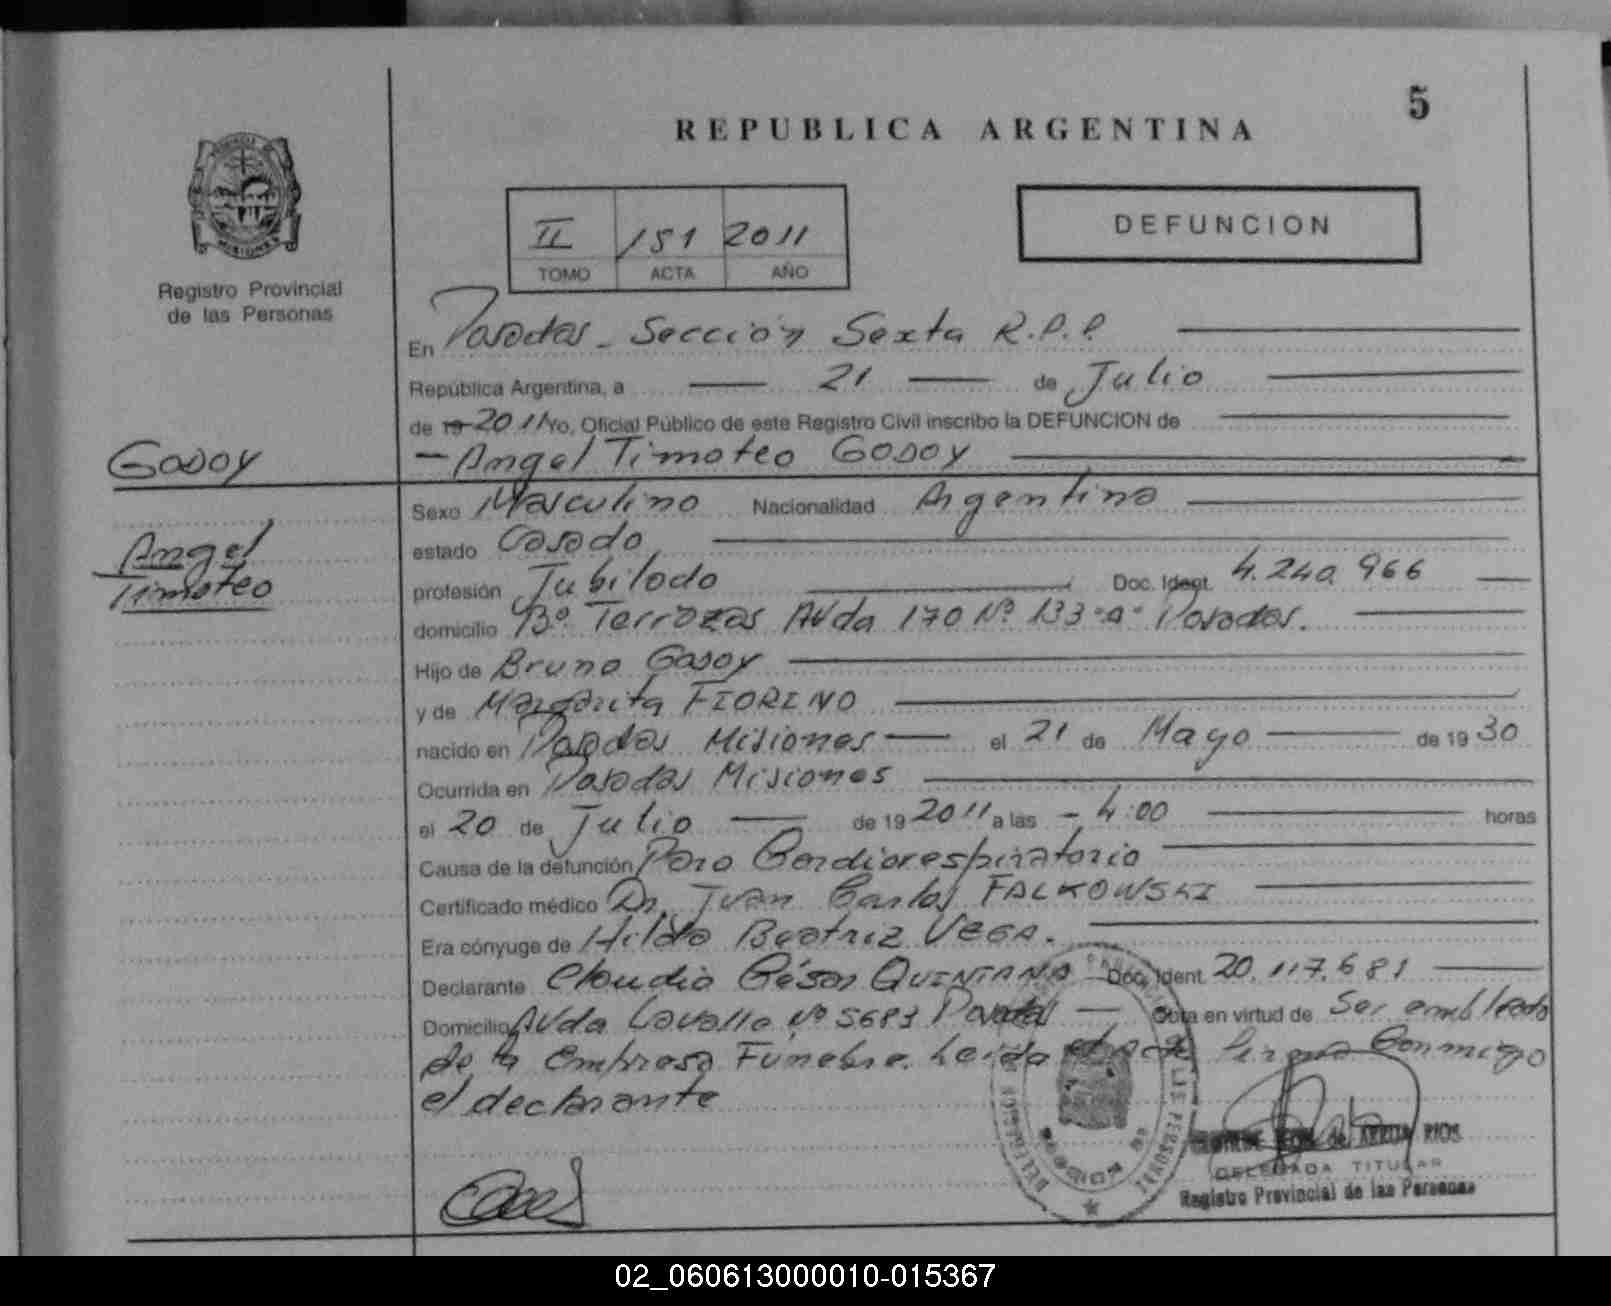 5
REPUBLICA ARGENTINA
II 151 2011
TOMO ACTA AÑO
DEFUNCION
Registro Provincial
de las Personas
En Posadas - Sección Sexta R.P.P.
República Argentina, a 21 de Julio
de 19 2011 Yo, Oficial Público de este Registro Civil inscribo la DEFUNCION de
Godoy
- Angel Timoteo GODOY
Angel
Timoteo
Sexo Masculino Nacionalidad Argentina
estado Casado
profesión Jubilado Doc. Ident. 4.240.966
domicilio Bº Terrazas Avda 170 Nº 133 "a" Posadas.
Hijo de Bruno Godoy
y de Margarita FIORINO
nacido en Posadas Misiones el 21 de Mayo de 19 30
Ocurrida en Posadas Misiones
el 20 de Julio de 19 2011 a las - 4:00 horas
Causa de la defunción Paro Cardiorespiratorio
Certificado médico Dr. Juan Carlos FALKOWSKI
Era cónyuge de Hilda Beatriz VEGA.
Declarante Claudio César QUINTANA Doc. Ident. 20.117.681
Domicilio Avda Lavalle Nº 5683 Posadas Obra en virtud de Ser empleado
de la Empresa Fúnebre. Leída el acta firma Conmigo
el declarante
de ARRUA RIOS
DELEGADA TITULAR
Registro Provincial de las Personas
02_060613000010-015367